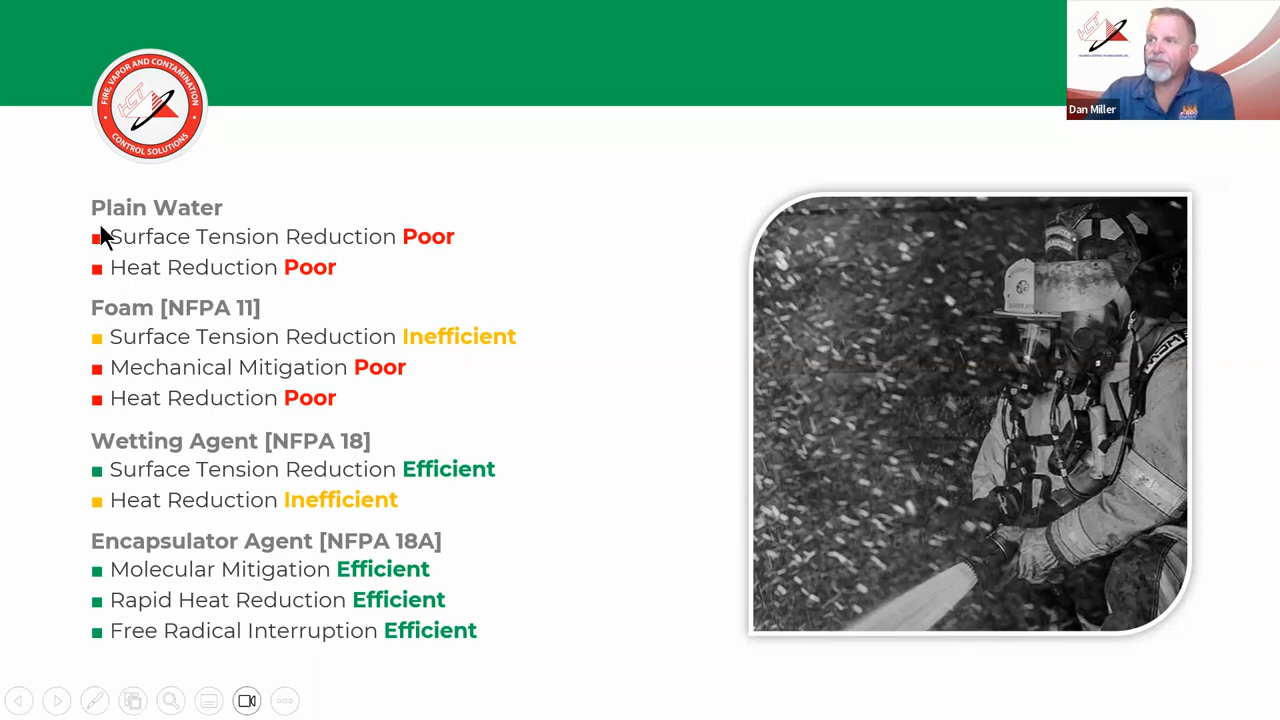 FIRE, VAPOR AND CONTAMINATION
HCT
CONTROL SOLUTIONS
HCT
Dan Miller
Plain Water
Surface Tension Reduction Poor
Heat Reduction Poor
Foam [NFPA 11]
Surface Tension Reduction Inefficient
Mechanical Mitigation Poor
Heat Reduction Poor
Wetting Agent [NFPA 18]
Surface Tension Reduction Efficient
Heat Reduction Inefficient
Encapsulator Agent [NFPA 18A]
Molecular Mitigation Efficient
Rapid Heat Reduction Efficient
Free Radical Interruption Efficient